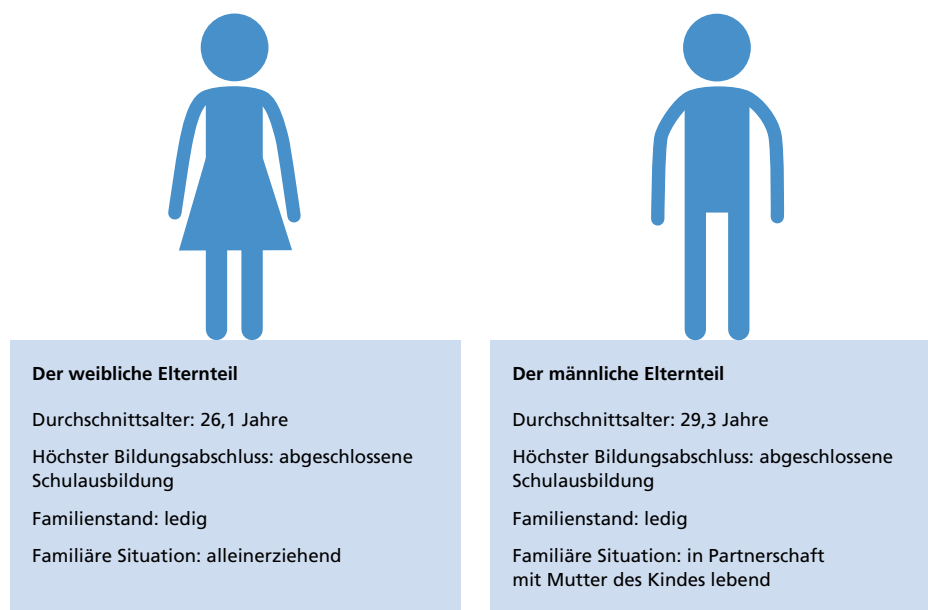 Der weibliche Elternteil
Durchschnittsalter: 26,1 Jahre
Höchster Bildungsabschluss: abgeschlossene
Schulausbildung
Familienstand: ledig
Familiäre Situation: alleinerziehend
Der männliche Elternteil
Durchschnittsalter: 29,3 Jahre
Höchster Bildungsabschluss: abgeschlossene
Schulausbildung
Familienstand: ledig
Familiäre Situation: in Partnerschaft
mit Mutter des Kindes lebend